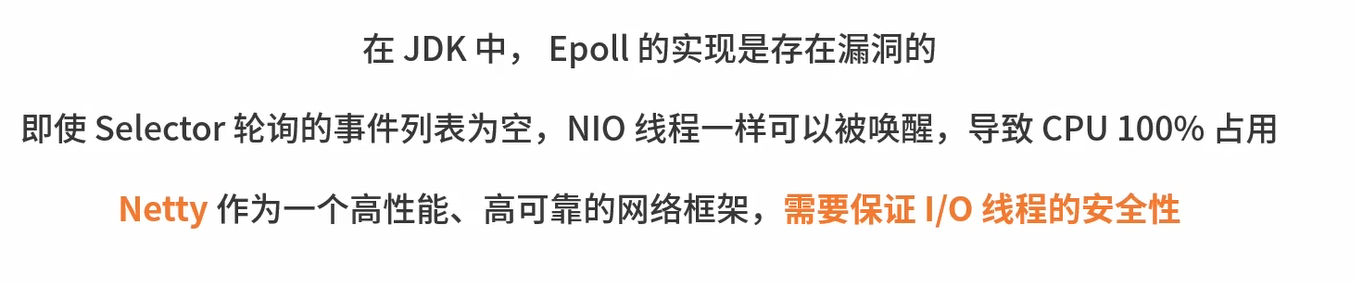 在 JDK 中， Epoll 的实现是存在漏洞的
即使 Selector 轮询的事件列表为空，NIO 线程一样可以被唤醒，导致 CPU 100% 占用
Netty 作为一个高性能、高可靠的网络框架，需要保证 I/O 线程的安全性